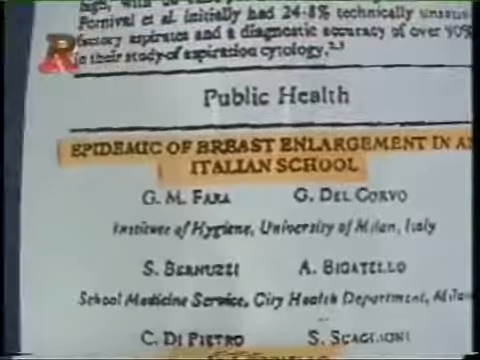 Pornival et al. initially had 24·8% technically
factory aspirates and a diagnostic accuracy of over 90%
in their study of aspiration cytology.
Public Health
EPIDEMIC OF BREAST ENLARGEMENT IN AN
ITALIAN SCHOOL
G. M. FARA G. DEL CORVO
Institute of Hygiene, University of Milan, Italy
S. BERNUZZI A. BIGATELLO
School Medicine Service, City Health Department, Milan
C. DI PIETRO S. SCAGLIONI